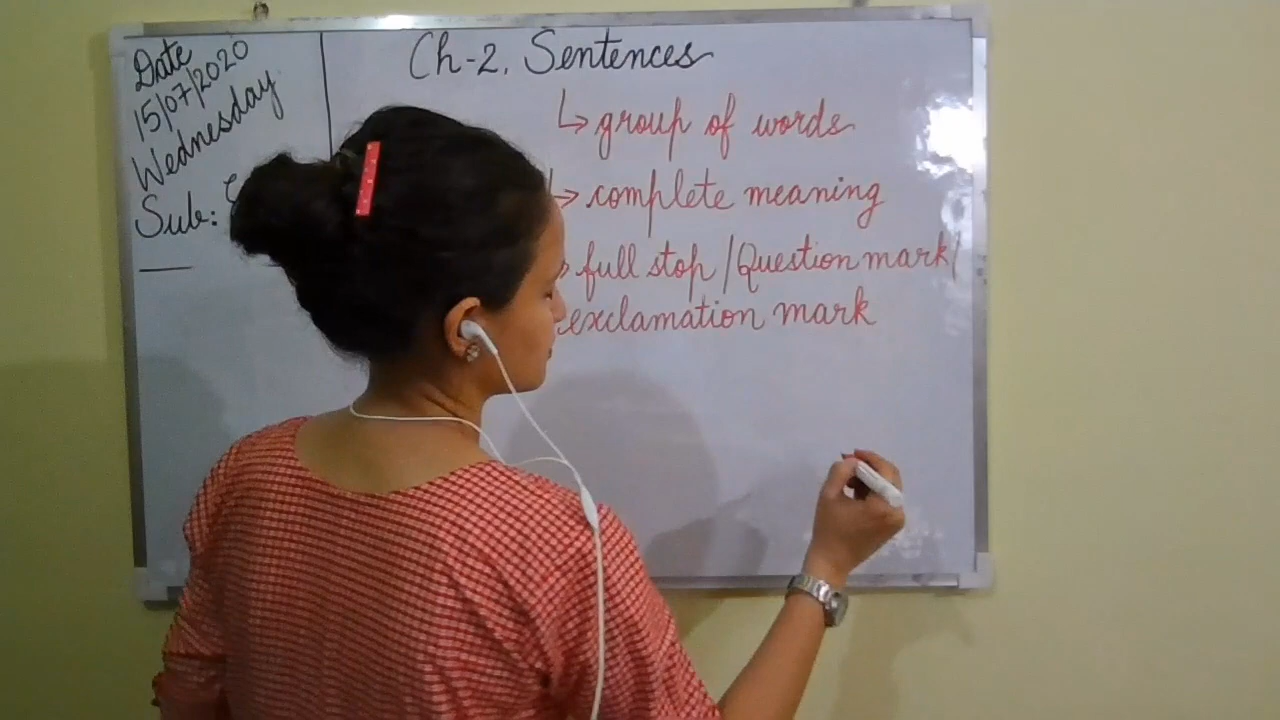 Date
15/07/2020
Wednesday
Sub:
Ch-2. Sentences
group of words
complete meaning
full stop/Question mark/
exclamation mark